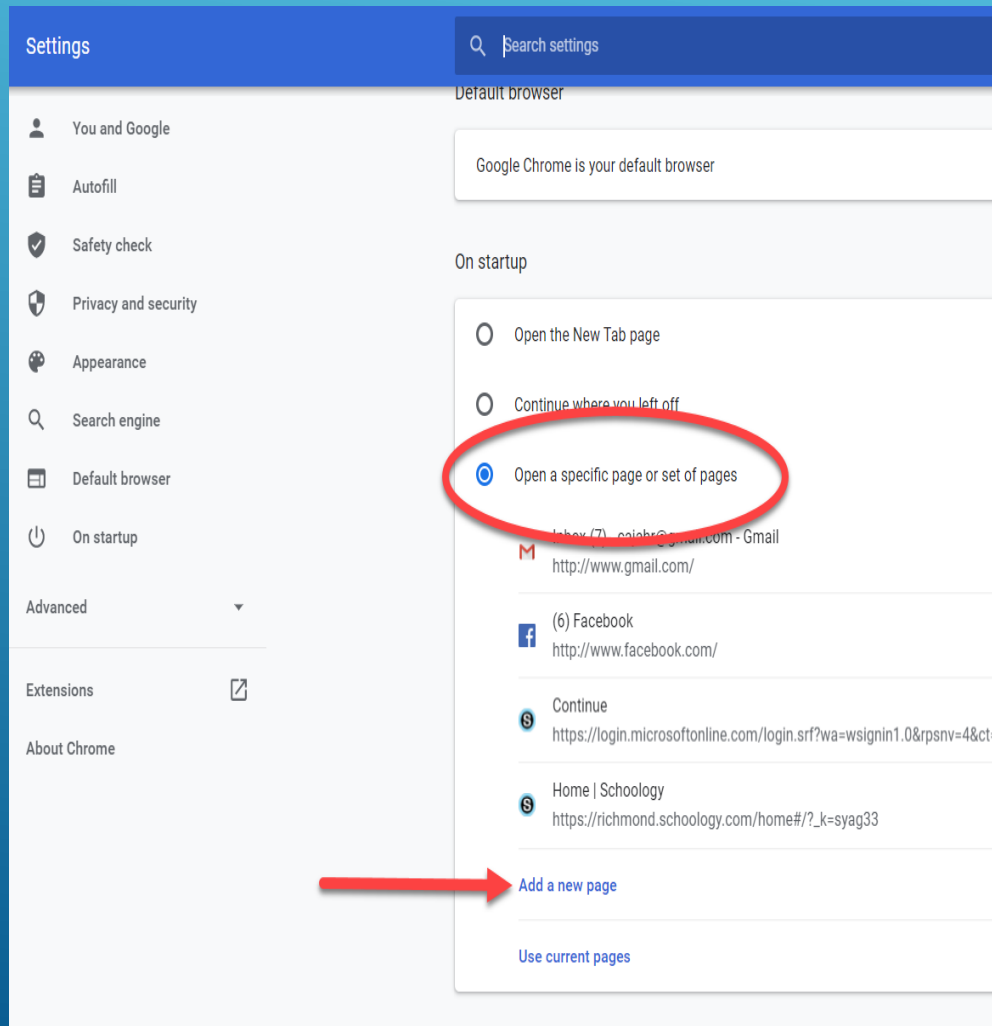 Settings
Search settings
You and Google
Autofill
Safety check
Privacy and security
Appearance
Search engine
Default browser
On startup
Advanced
Extensions
About Chrome
Default browser
Google Chrome is your default browser
On startup
Open the New Tab page
Continue where you left off
Open a specific page or set of pages
Inbox (7) - @gmail.com - Gmail
http://www.gmail.com/
(6) Facebook
http://www.facebook.com/
Continue
https://login.microsoftonline.com/login.srf?wa=wsignin1.0&rpsnv=4&ct=
Home | Schoology
https://richmond.schoology.com/home#/?_k=syag33
Add a new page
Use current pages